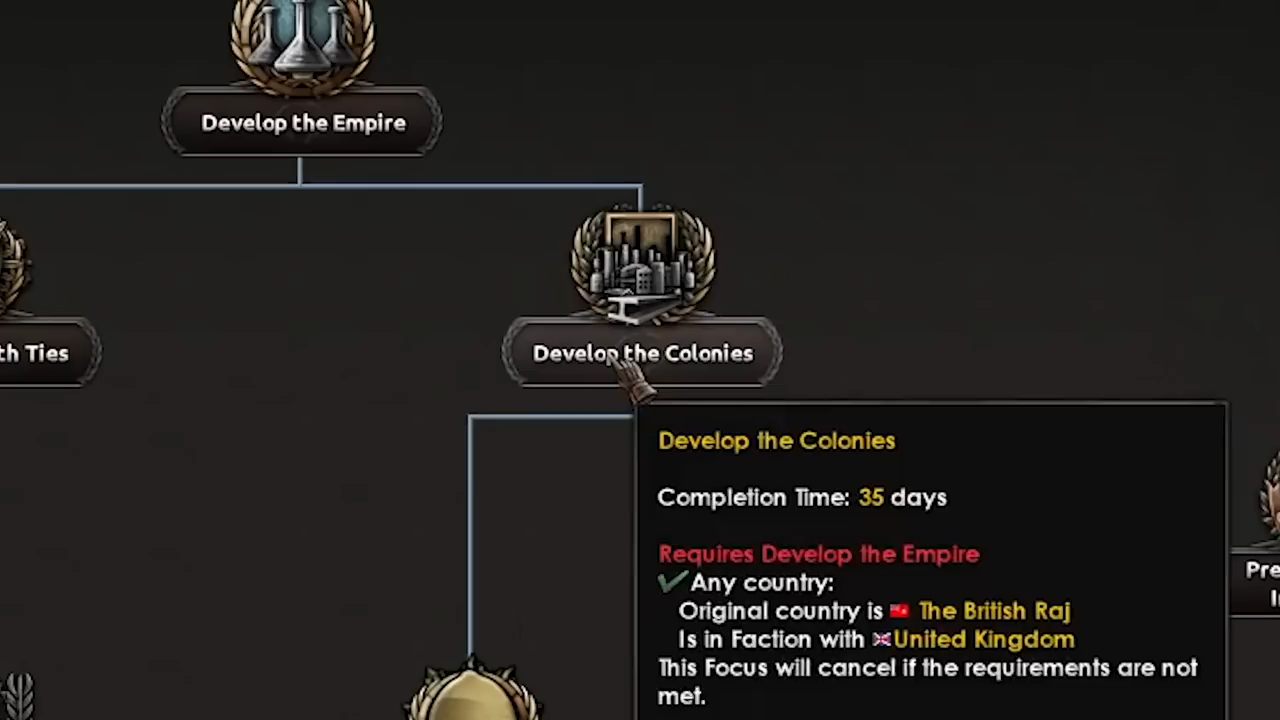 Develop the Empire
th Ties
Develop the Colonies
Develop the Colonies
Completion Time: 35 days
Requires Develop the Empire
Any country:
Original country is The British Raj
Is in Faction with United Kingdom
This Focus will cancel if the requirements are not
met.
Pre
I